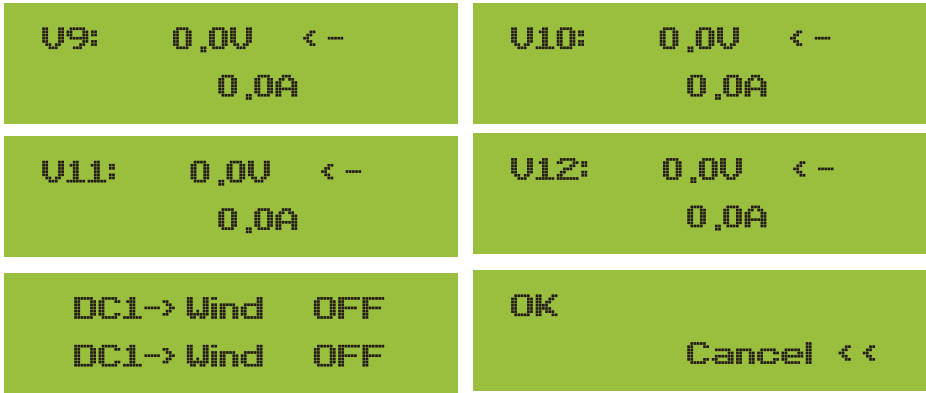 V9: 0.0V <-
0.0A
V10: 0.0V <-
0.0A
V11: 0.0V <-
0.0A
V12: 0.0V <-
0.0A
DC1-> Wind OFF
DC1-> Wind OFF
OK
Cancel <<